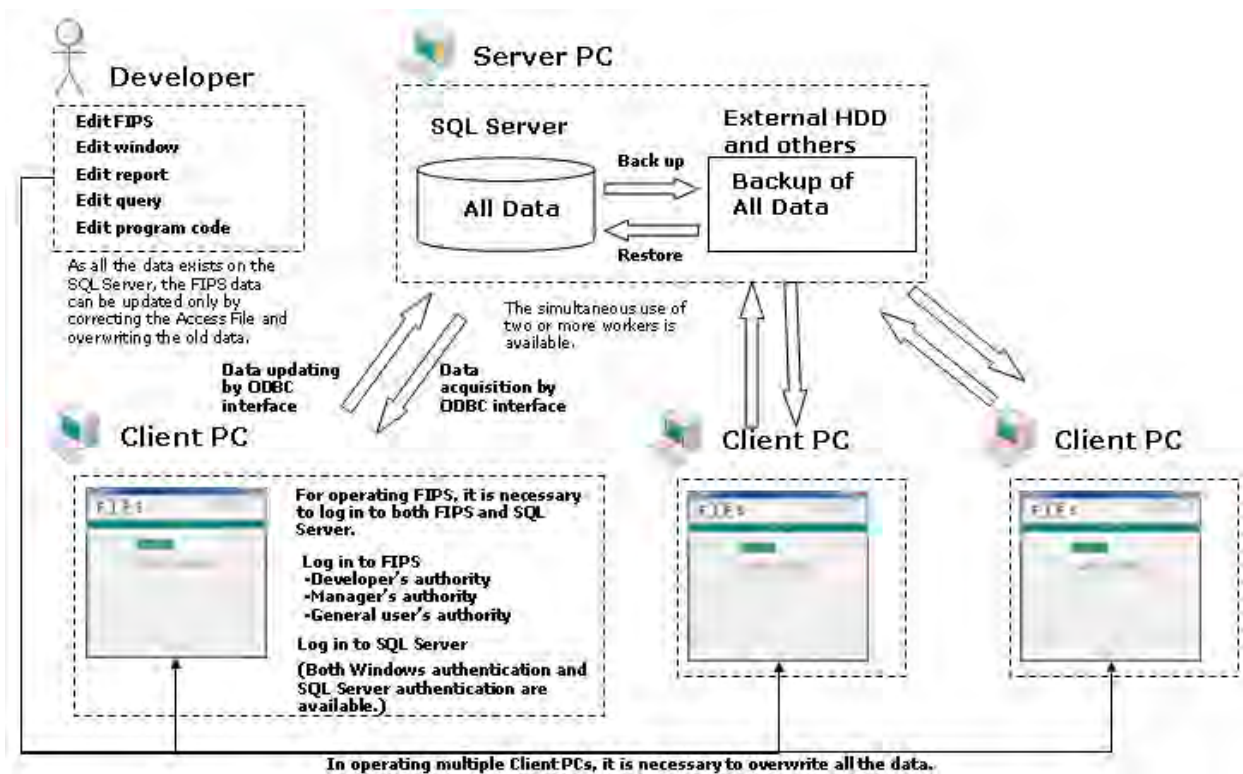 Developer
Edit FIPS
Edit window
Edit report
Edit query
Edit program code
As all the data exists on the
SQL Server, the FIPS data
can be updated only by
correcting the Access File and
overwriting the old data.
Server PC
SQL Server
All Data
Back up
Restore
External HDD
and others
Backup of
All Data
The simultaneous use of
two or more workers is
available.
Data updating
by ODBC
interface
Data
acquisition by
ODBC interface
Client PC
FIPS
For operating FIPS, it is necessary
to log in to both FIPS and SQL
Server.
Log in to FIPS
-Developer's authority
-Manager's authority
-General user's authority
Log in to SQL Server
(Both Windows authentication and
SQL Server authentication are
available.)
Client PC
FIPS
Client PC
FIPS
In operating multiple Client PCs, it is necessary to overwrite all the data.